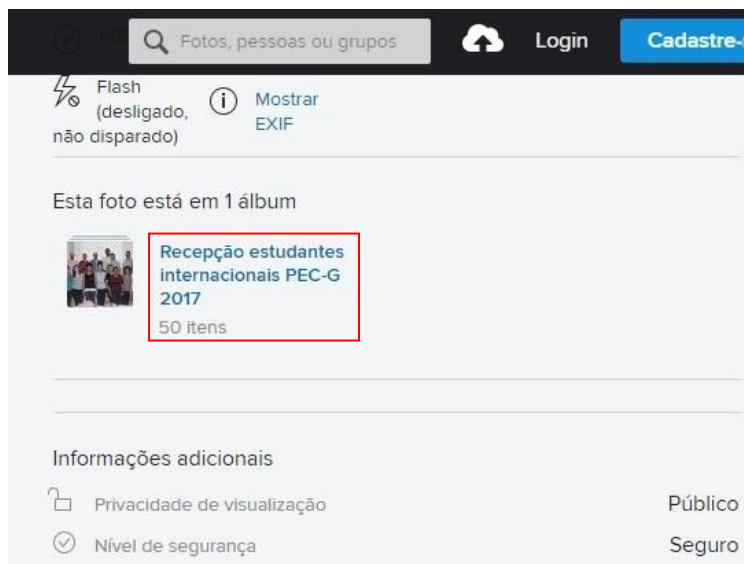 Fotos, pessoas ou grupos
Login
Cadastre-
Flash
(desligado,
não disparado)
Mostrar
EXIF
Esta foto está em 1 álbum
Recepção estudantes
internacionais PEC-G
2017
50 itens
Informações adicionais
Privacidade de visualização
Público
Nível de segurança
Seguro